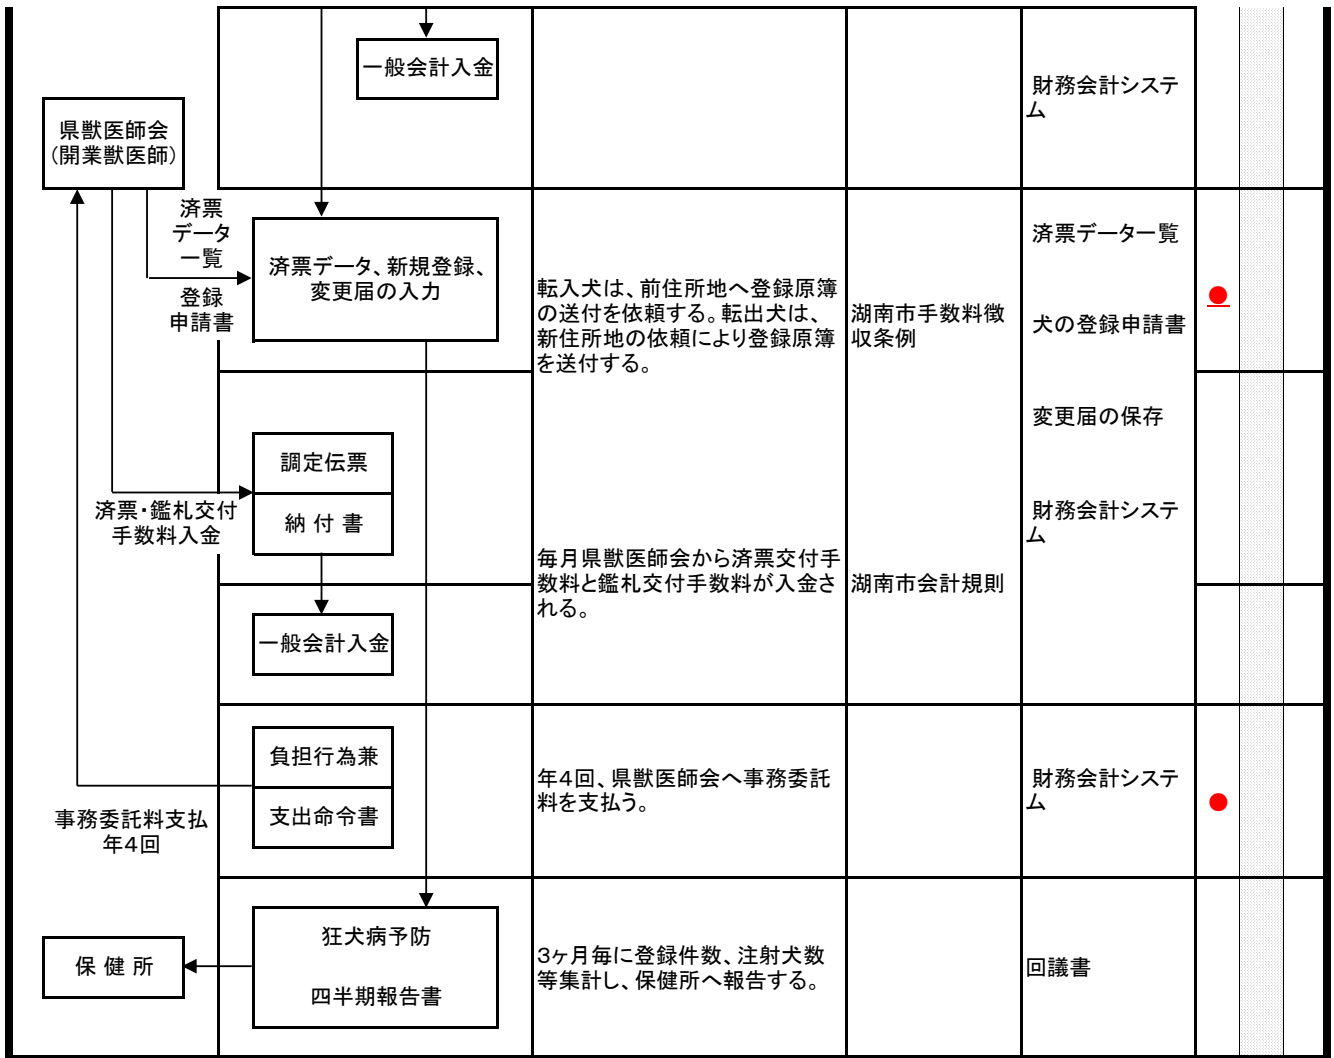 一般会計入金
財務会計システ
ム
県獣医師会
(開業獣医師)
済票
データ
一覧
登録
申請書
済票データ、新規登録、
変更届の入力
転入犬は、前住所地へ登録原簿
の送付を依頼する。転出犬は、
新住所地の依頼により登録原簿
を送付する。
湖南市手数料徴
収条例
済票データ一覧
犬の登録申請書
変更届の保存
調定伝票
納 付 書
済票・鑑札交付
手数料入金
財務会計システ
ム
毎月県獣医師会から済票交付手
数料と鑑札交付手数料が入金さ
れる。
湖南市会計規則
一般会計入金
負担行為兼
支出命令書
事務委託料支払
年4回
年4回、県獣医師会へ事務委託
料を支払う。
財務会計システ
ム
狂犬病予防
四半期報告書
保 健 所
3ヶ月毎に登録件数、注射犬数
等集計し、保健所へ報告する。
回議書